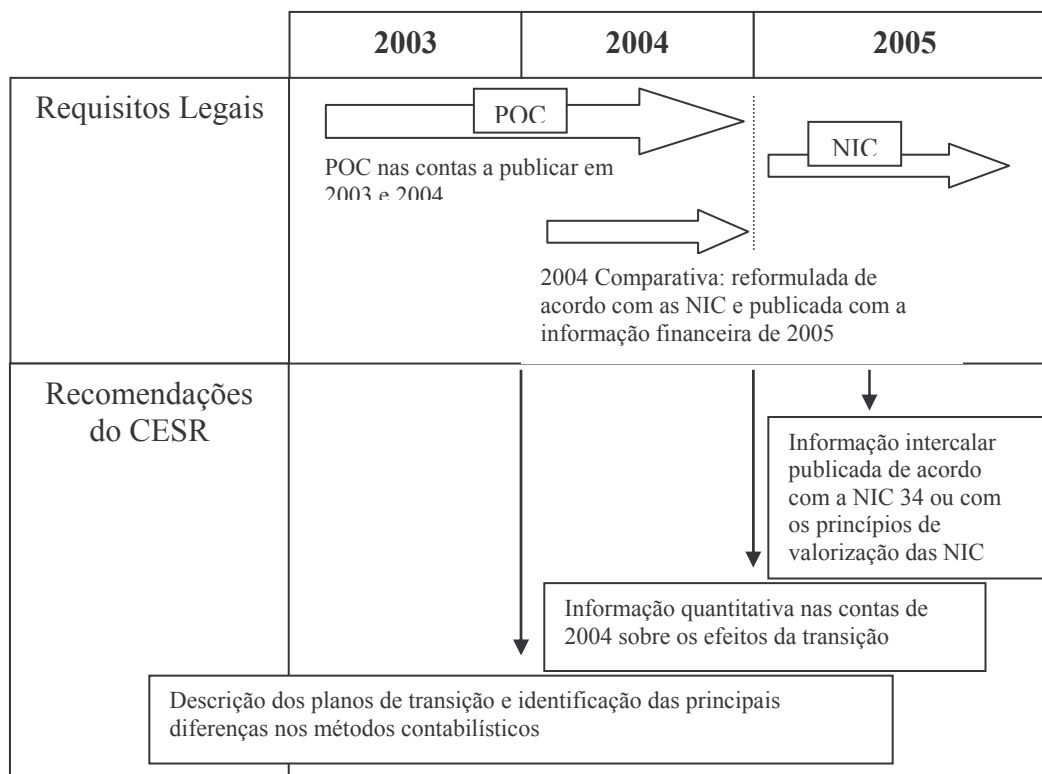 2003
2004
2005
Requisitos Legais
POC
POC nas contas a publicar em
2003 e 2004
NIC
2004 Comparativa: reformulada de
acordo com as NIC e publicada com a
informação financeira de 2005
Recomendações
do CESR
Informação intercalar
publicada de acordo
com a NIC 34 ou com
os princípios de
valorização das NIC
Informação quantitativa nas contas de
2004 sobre os efeitos da transição
Descrição dos planos de transição e identificação das principais
diferenças nos métodos contabilísticos